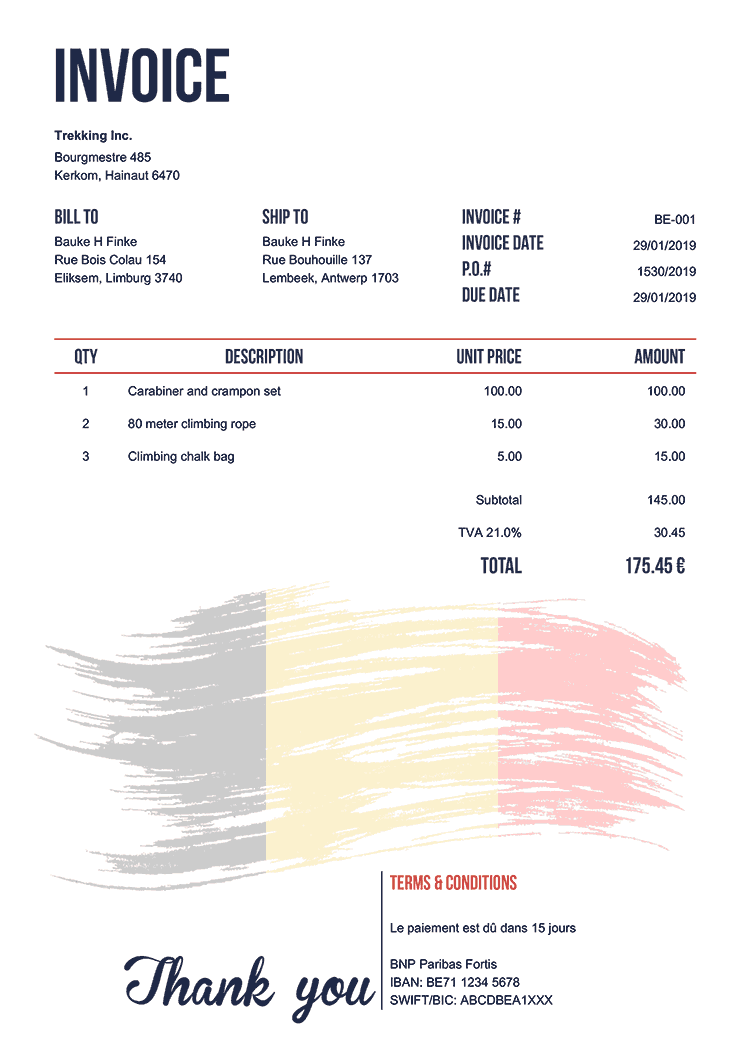 INVOICE
Trekking Inc.
Bourgmestre 485
Kerkom, Hainaut 6470
BILL TO
Bauke H Finke
Rue Bois Colau 154
Eliksem, Limburg 3740
SHIP TO
Bauke H Finke
Rue Bouhouille 137
Lembeek, Antwerp 1703
INVOICE # BE-001
INVOICE DATE 29/01/2019
P.O.# 1530/2019
DUE DATE 29/01/2019
QTY DESCRIPTION UNIT PRICE AMOUNT
1 Carabiner and crampon set 100.00 100.00
2 80 meter climbing rope 15.00 30.00
3 Climbing chalk bag 5.00 15.00
Subtotal 145.00
TVA 21.0% 30.45
TOTAL 175.45 €
Thank you
TERMS & CONDITIONS
Le paiement est dû dans 15 jours
BNP Paribas Fortis
IBAN: BE71 1234 5678
SWIFT/BIC: ABCDBEA1XXX